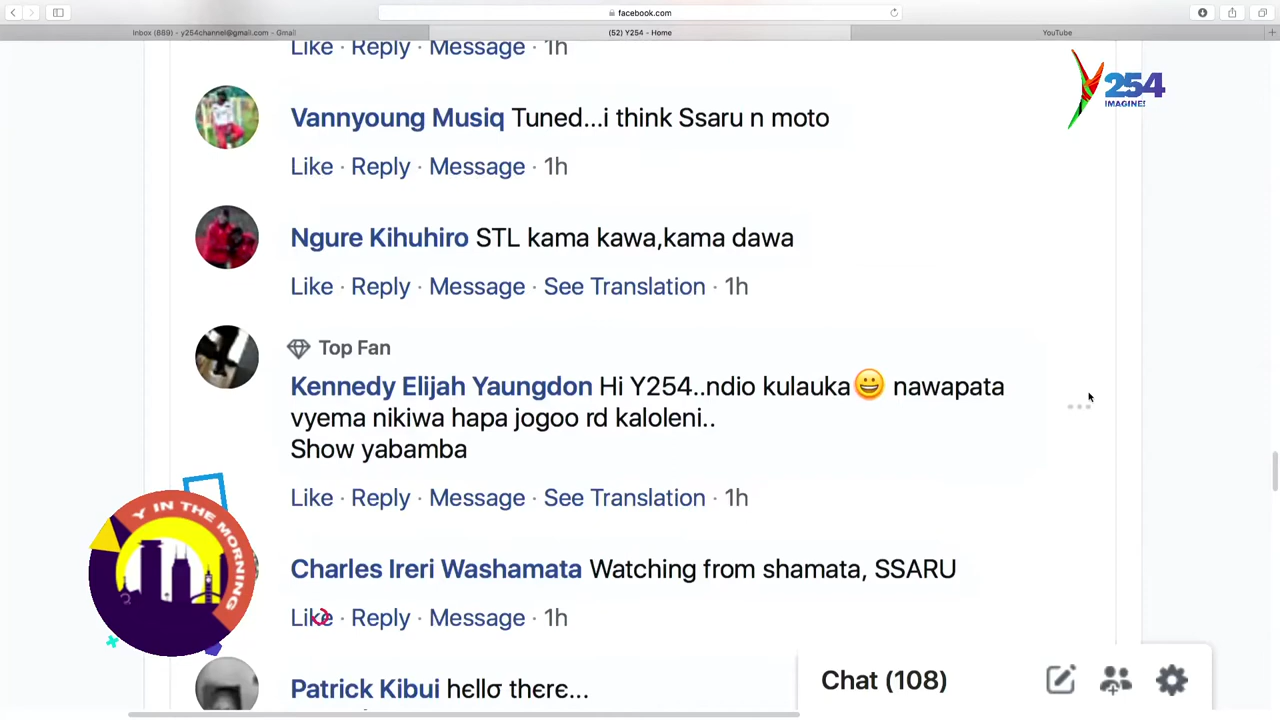 facebook.com
Inbox (889) - y254channel@gmail.com - Gmail
(52) Y254 - Home
YouTube
Like · Reply · Message · 1h
254
IMAGINE!
Vannyoung Musiq Tuned...i think Ssaru n moto
Like · Reply · Message · 1h
Ngure Kihuhiro STL kama kawa,kama dawa
Like · Reply · Message · See Translation · 1h
Top Fan
Kennedy Elijah Yaungdon Hi Y254..ndio kulauka😀 nawapata
vyema nikiwa hapa jogoo rd kaloleni..
Show yabamba
Like · Reply · Message · See Translation · 1h
Y IN THE MORNING
Charles Ireri Washamata Watching from shamata, SSARU
Like · Reply · Message · 1h
Patrick Kibui hєllσ thєrє...
Chat (108)